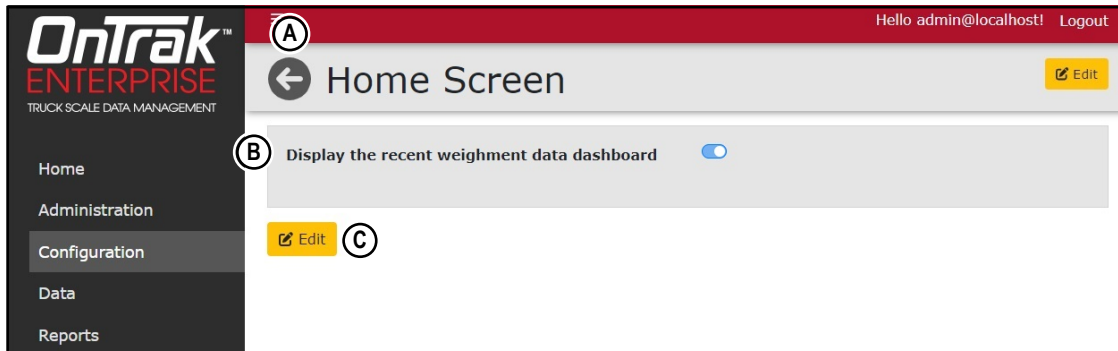 OnTrak™
ENTERPRISE
TRUCK SCALE DATA MANAGEMENT
Home
Administration
Configuration
Data
Reports
Hello admin@localhost! Logout
A
Home Screen
Edit
B
Display the recent weighment data dashboard
Edit
C